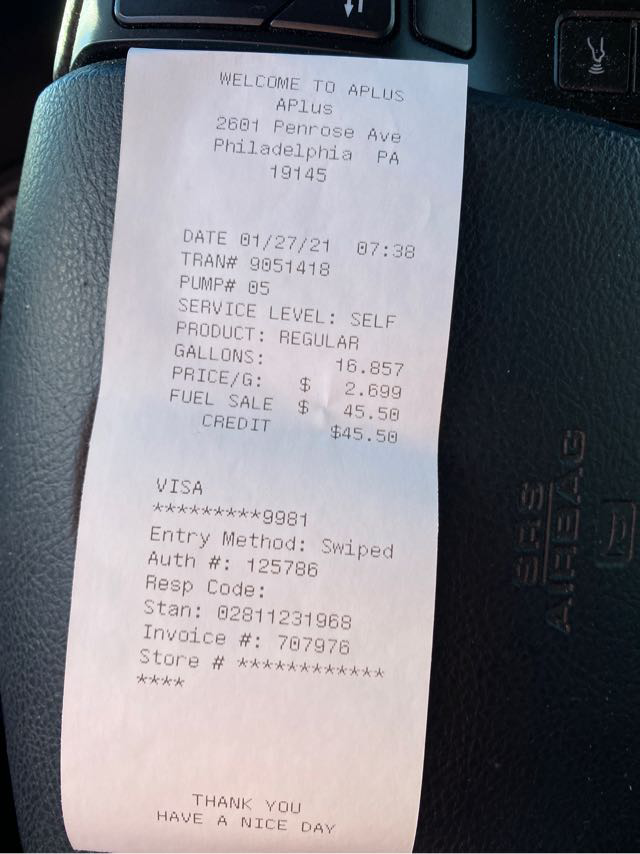 WELCOME TO APLUS
APlus
2601 Penrose Ave
Philadelphia PA
19145
DATE 01/27/21 07:38
TRAN# 9051418
PUMP# 05
SERVICE LEVEL: SELF
PRODUCT: REGULAR
GALLONS: 16.857
PRICE/G: $ 2.699
FUEL SALE $ 45.50
CREDIT $45.50
VISA
*********9981
Entry Method: Swiped
Auth #: 125786
Resp Code:
Stan: 02811231968
Invoice #: 707976
Store # ************
****
THANK YOU
HAVE A NICE DAY
SRS
AIRBAG